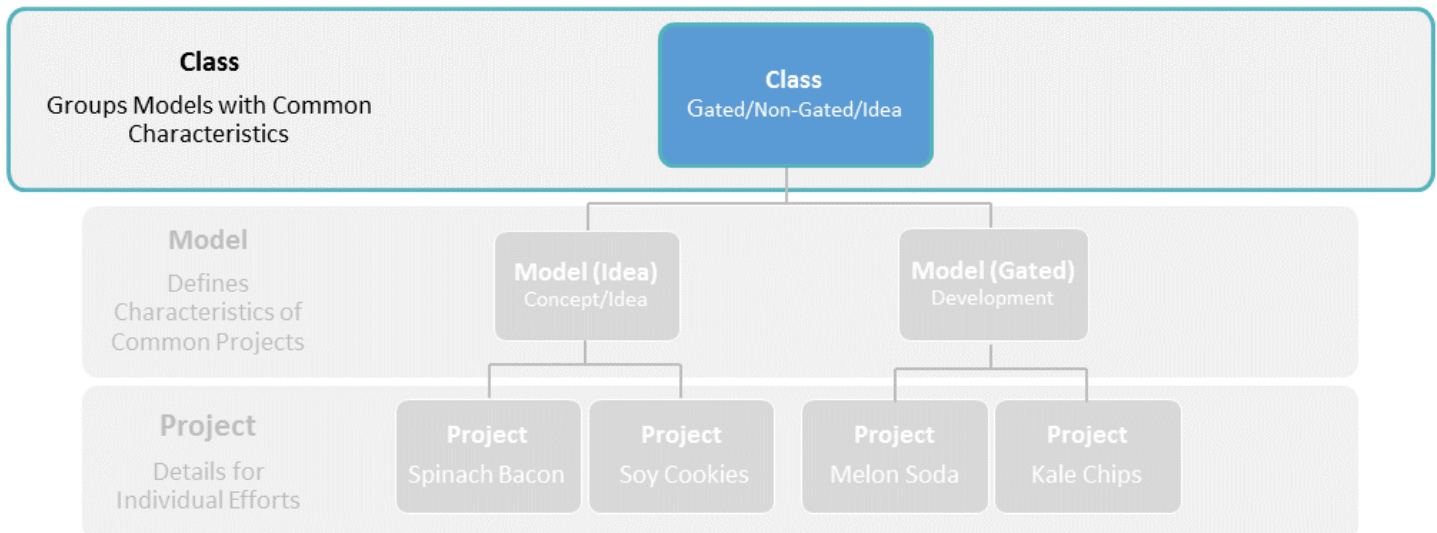 Class
Groups Models with Common
Characteristics
Class
Gated/Non-Gated/Idea
Model
Defines
Characteristics of
Common Projects
Model (Idea)
Concept/Idea
Model (Gated)
Development
Project
Details for
Individual Efforts
Project
Spinach Bacon
Project
Soy Cookies
Project
Melon Soda
Project
Kale Chips